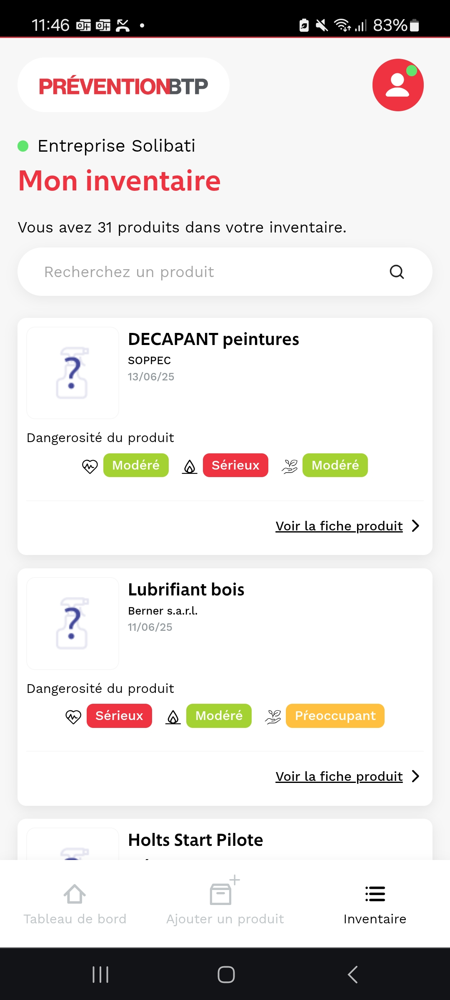 11:46
83%
PRÉVENTIONBTP
Entreprise Solibati
Mon inventaire
Vous avez 31 produits dans votre inventaire.
Recherchez un produit
DECAPANT peintures
SOPPEC
13/06/25
Dangerosité du produit
Modéré Sérieux Modéré
Voir la fiche produit
Lubrifiant bois
Berner s.a.r.l.
11/06/25
Dangerosité du produit
Sérieux Modéré Pŕeoccupant
Voir la fiche produit
Holts Start Pilote
Tableau de bord
Ajouter un produit
Inventaire